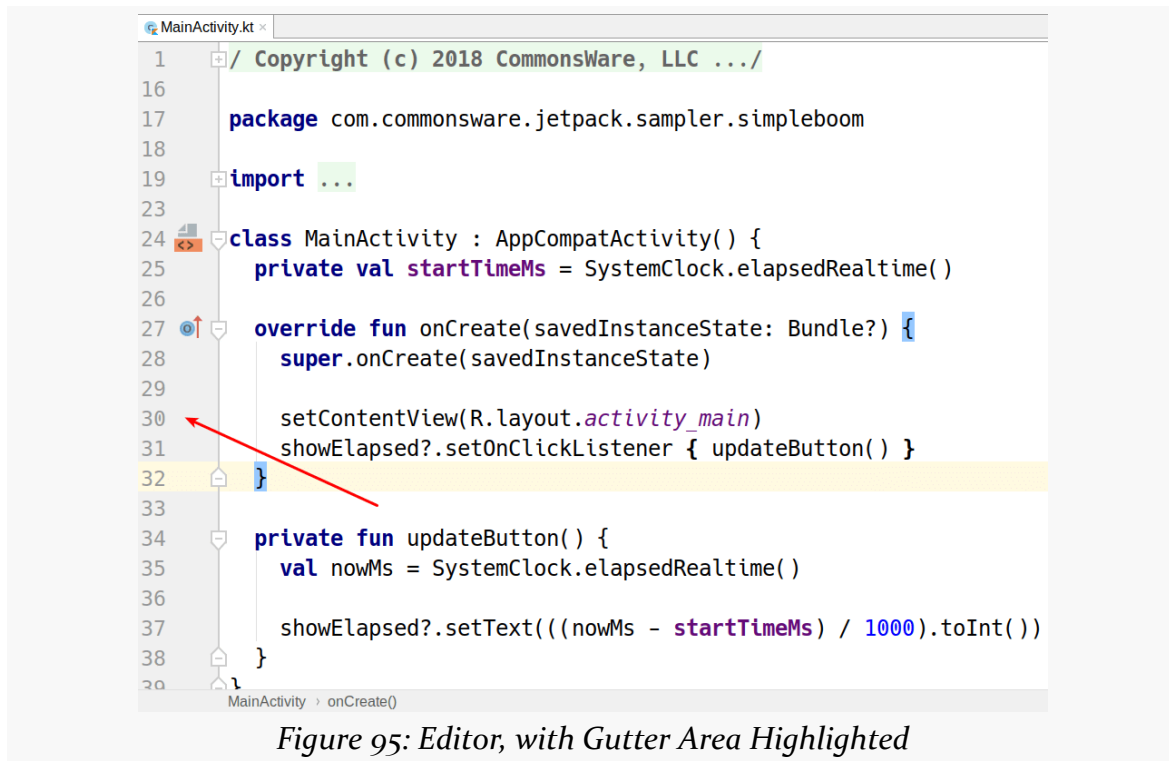 MainActivity.kt ×
1 / Copyright (c) 2018 CommonsWare, LLC .../
16
17 package com.commonsware.jetpack.sampler.simpleboom
18
19 import ...
23
24 <> class MainActivity : AppCompatActivity() {
25 private val startTimeMs = SystemClock.elapsedRealtime()
26
27 O override fun onCreate(savedInstanceState: Bundle?) {
28 super.onCreate(savedInstanceState)
29
30 setContentView(R.layout.activity_main)
31 showElapsed?.setOnClickListener { updateButton() }
32 }
33
34 private fun updateButton() {
35 val nowMs = SystemClock.elapsedRealtime()
36
37 showElapsed?.setText(((nowMs - startTimeMs) / 1000).toInt())
38 }
39 }
MainActivity › onCreate()
Figure 95: Editor, with Gutter Area Highlighted